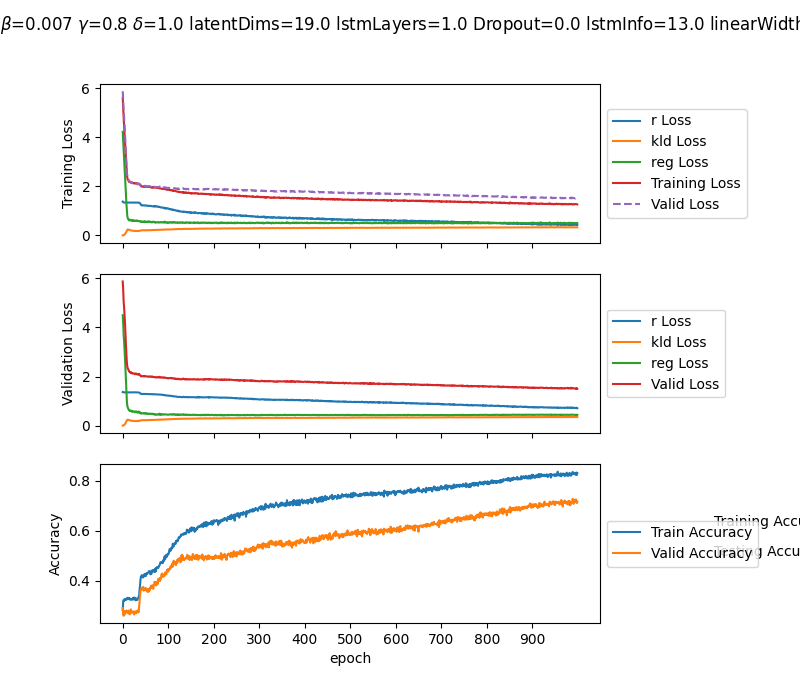 β=0.007 γ=0.8 δ=1.0 latentDims=19.0 lstmLayers=1.0 Dropout=0.0 lstmInfo=13.0 linearWidth
6
4
2
0
Training Loss
r Loss
kld Loss
reg Loss
Training Loss
Valid Loss
6
4
2
0
Validation Loss
r Loss
kld Loss
reg Loss
Valid Loss
0.8
0.6
0.4
Accuracy
Training Accu
Train Accuracy
Valid Accuracy
0 100 200 300 400 500 600 700 800 900
epoch